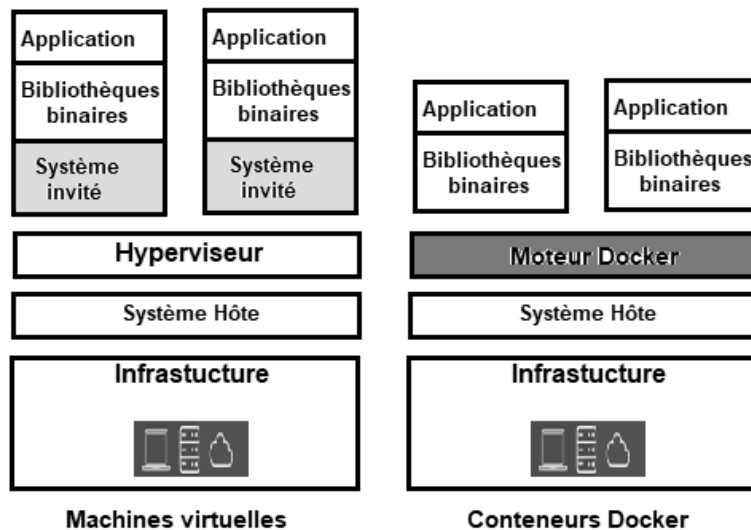 Application
Bibliothèques
binaires
Système
invité
Application
Bibliothèques
binaires
Système
invité
Hyperviseur
Système Hôte
Infrastucture
Machines virtuelles
Application
Bibliothèques
binaires
Application
Bibliothèques
binaires
Moteur Docker
Système Hôte
Infrastucture
Conteneurs Docker